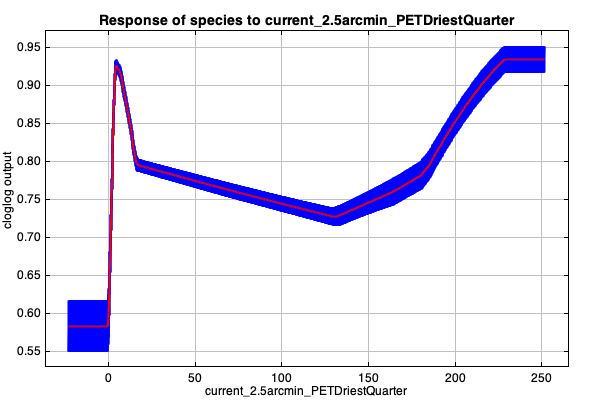 Response of species to current_2.5arcmin_PETDriestQuarter
cloglog output
0.95
0.90
0.85
0.80
0.75
0.70
0.65
0.60
0.55
0 50 100 150 200 250
current_2.5arcmin_PETDriestQuarter